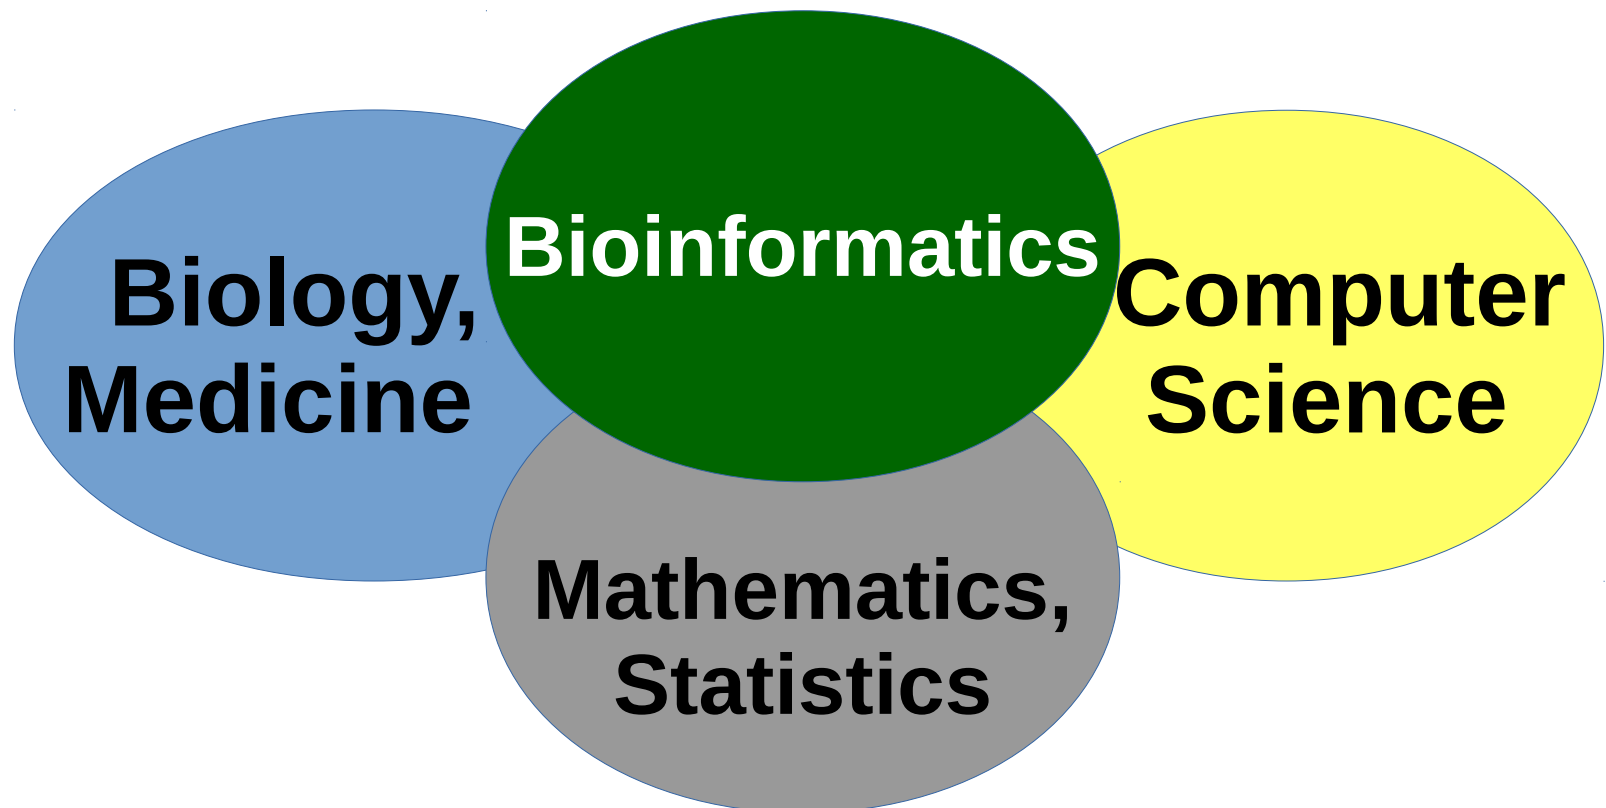 Bioinformatics
Biology,
Medicine
Computer
Science
Mathematics,
Statistics